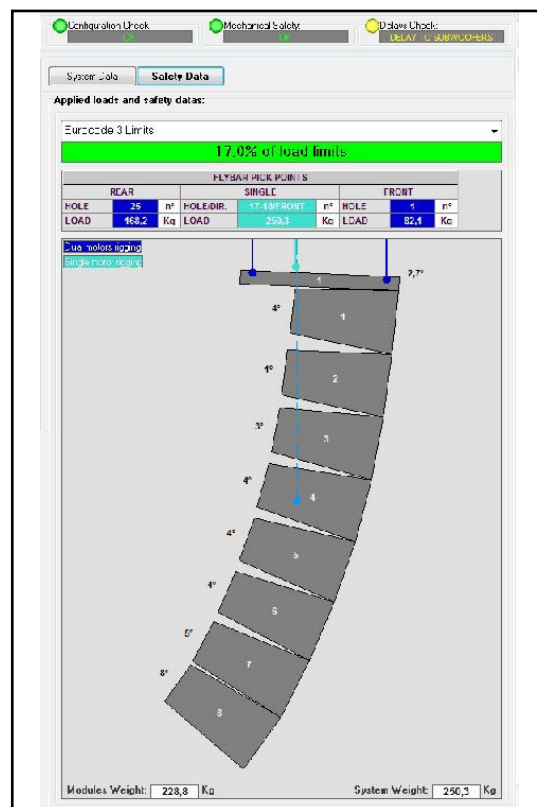 Configuration Check: Mechanical Safety: Delays Check:
OK OK DELAY TO SUBWOOFERS
System Data Safety Data
Applied loads and safety datas:
Eurocode 3 Limits
17,0% of load limits
FLYBAR PICK POINTS
REAR SINGLE FRONT
HOLE 25 n° HOLE/DIR. 17-18/FRONT n° HOLE 1 n°
LOAD 168,2 Kg LOAD 250,3 Kg LOAD 82,1 Kg
Dual motors rigging
Single motor rigging
1 2,7°
4° 1
1° 2
3° 3
4° 4
4° 5
4° 6
5° 7
8° 8
Modules Weight: 228,8 Kg System Weight: 250,3 Kg